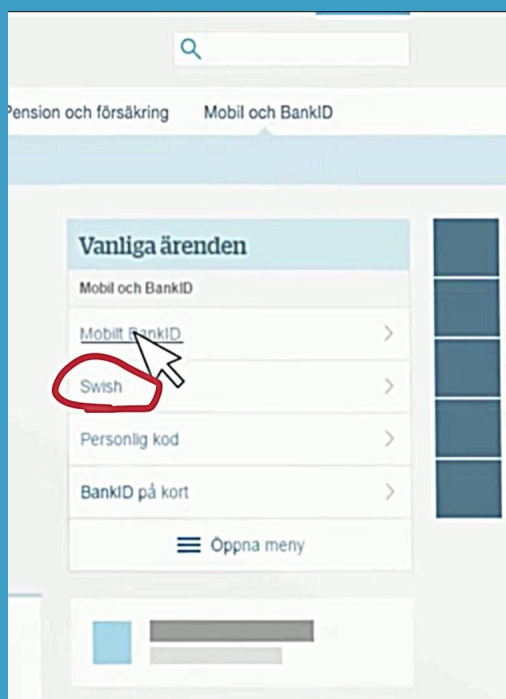 Pension och försäkring Mobil och BankID
Vanliga ärenden
Mobil och BankID
Mobilt BankID
Swish
Personlig kod
BankID på kort
Öppna meny